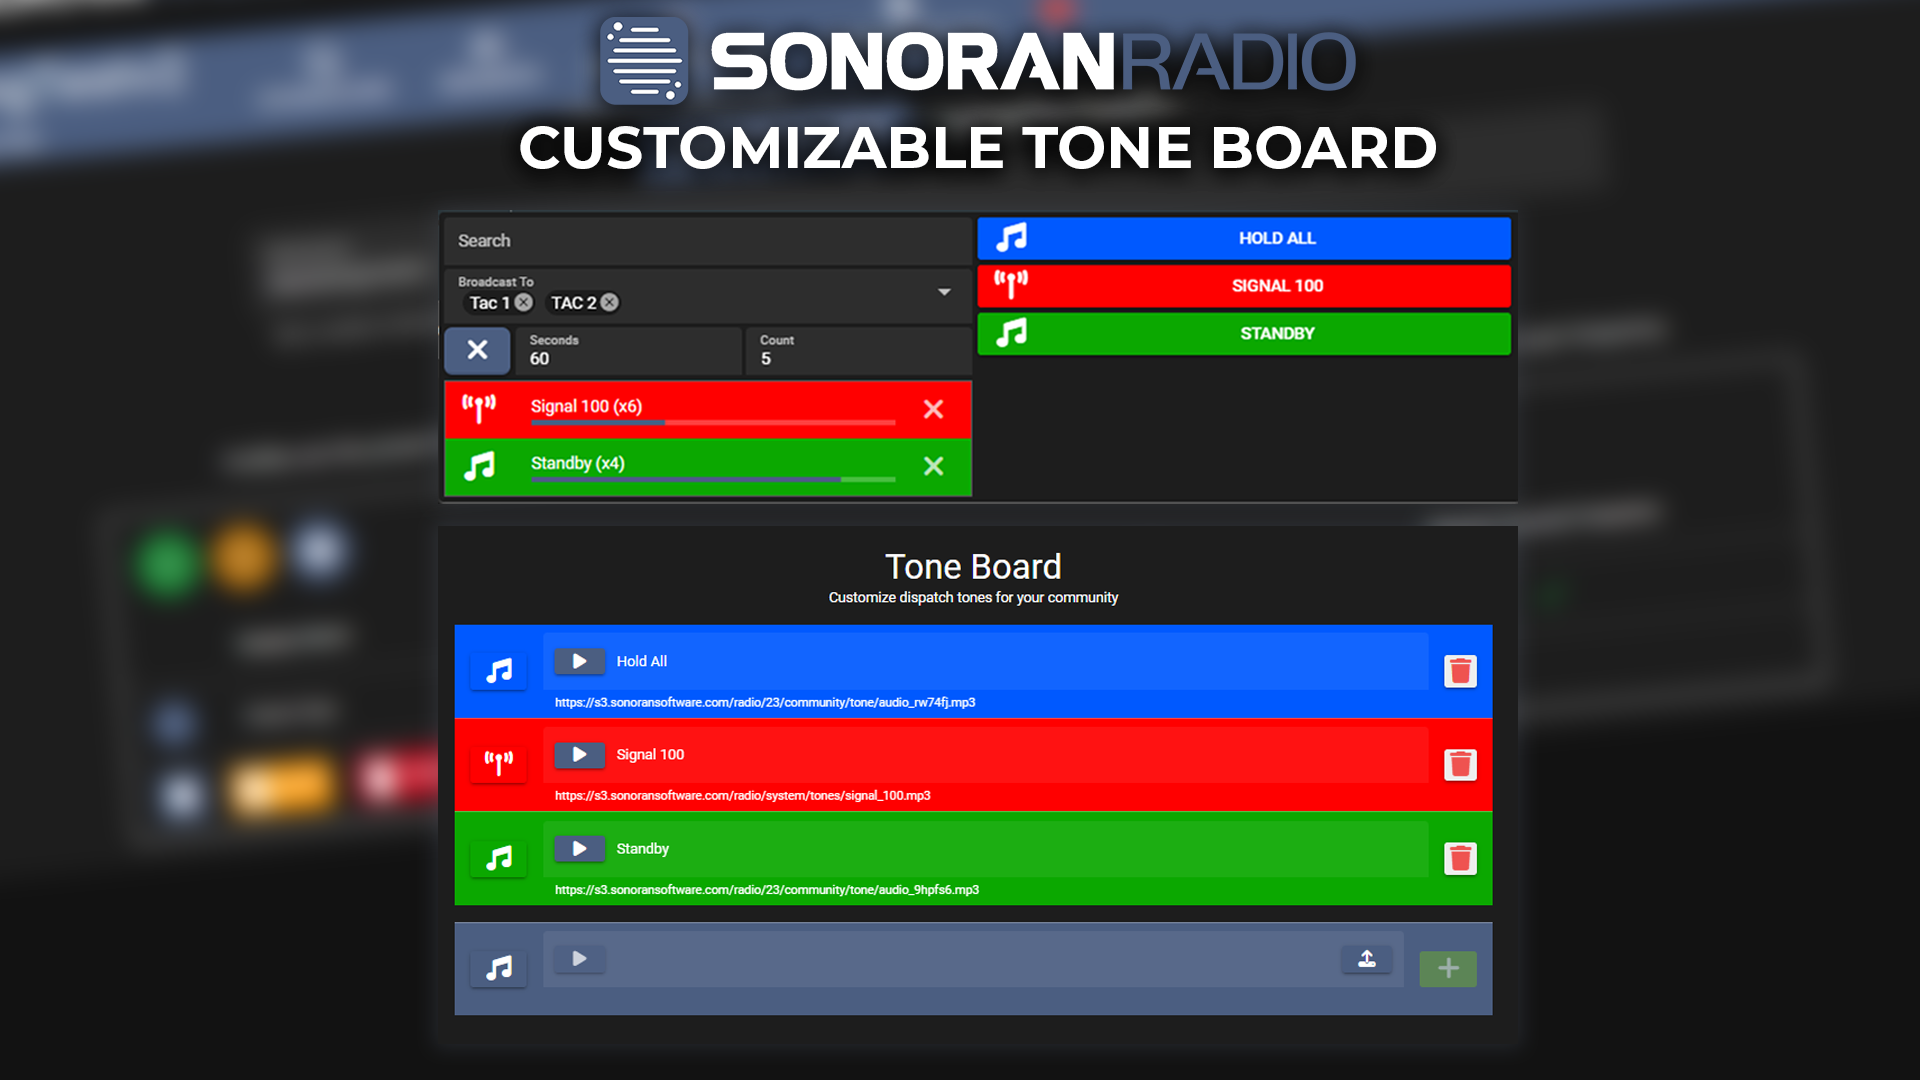 SONORANRADIO
CUSTOMIZABLE TONE BOARD
Search
Broadcast To
Tac 1 TAC 2
Seconds
60
Count
5
Signal 100 (x6)
Standby (x4)
HOLD ALL
SIGNAL 100
STANDBY
Tone Board
Customize dispatch tones for your community
Hold All
https://s3.sonoransoftware.com/radio/23/community/tone/audio_rw74fj.mp3
Signal 100
https://s3.sonoransoftware.com/radio/system/tones/signal_100.mp3
Standby
https://s3.sonoransoftware.com/radio/23/community/tone/audio_9hpfs6.mp3